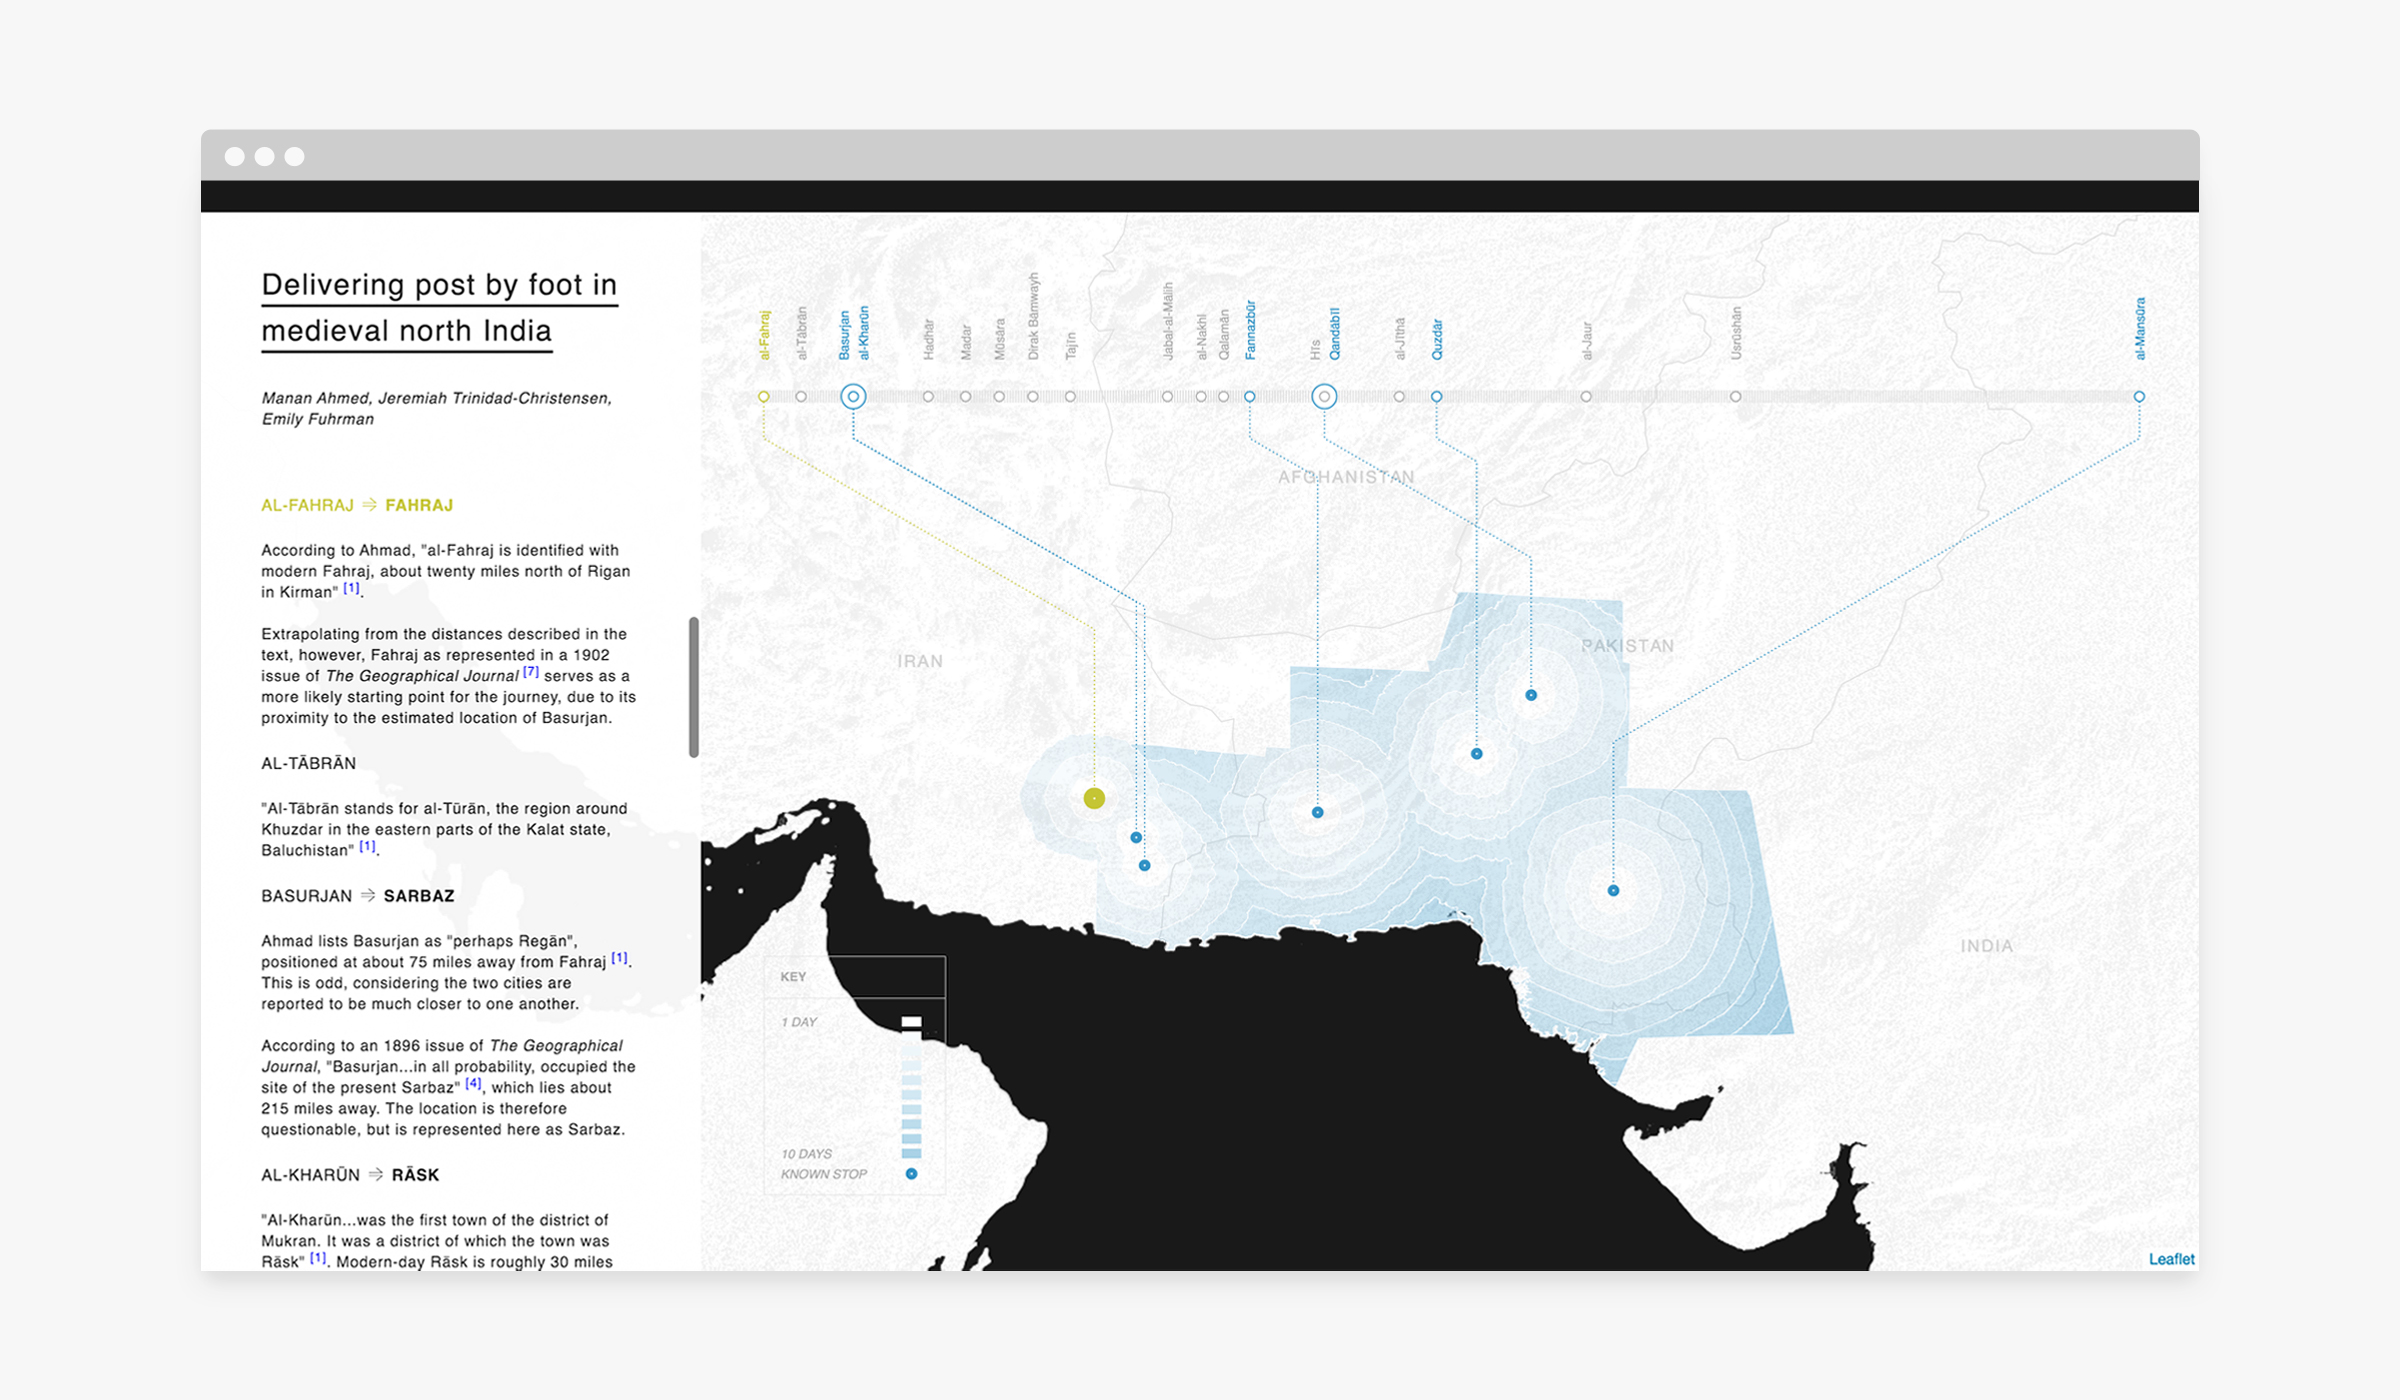 Delivering post by foot in
medieval north India
Manan Ahmed, Jeremiah Trinidad-Christensen,
Emily Fuhrman
AL-FAHRAJ ⇒ FAHRAJ
According to Ahmad, "al-Fahraj is identified with
modern Fahraj, about twenty miles north of Rigan
in Kirman" [1].
Extrapolating from the distances described in the
text, however, Fahraj as represented in a 1902
issue of The Geographical Journal [7] serves as a
more likely starting point for the journey, due to its
proximity to the estimated location of Basurjan.
AL-TĀBRĀN
"Al-Tābrān stands for al-Tūrān, the region around
Khuzdar in the eastern parts of the Kalat state,
Baluchistan" [1].
BASURJAN ⇒ SARBAZ
Ahmad lists Basurjan as "perhaps Regān",
positioned at about 75 miles away from Fahraj [1].
This is odd, considering the two cities are
reported to be much closer to one another.
According to an 1896 issue of The Geographical
Journal, "Basurjan...in all probability, occupied the
site of the present Sarbaz" [4], which lies about
215 miles away. The location is therefore
questionable, but is represented here as Sarbaz.
AL-KHARŪN ⇒ RĀSK
"Al-Kharūn...was the first town of the district of
Mukran. It was a district of which the town was
Rāsk" [1]. Modern-day Rāsk is roughly 30 miles
al-Fahraj
al-Tābrān
Basurjan
al-Kharūn
Hadhār
Madar
Mūsāra
Dirak Bāmwayh
Tajīn
Jabal-al-Malih
al-Nakhl
Qalamān
Fannazbūr
Hīs
Qandābīl
al-Jīthā
Quzdār
al-Jaur
Usrūshān
al-Mansūra
AFGHANISTAN
IRAN
PAKISTAN
INDIA
KEY
1 DAY
10 DAYS
KNOWN STOP
Leaflet